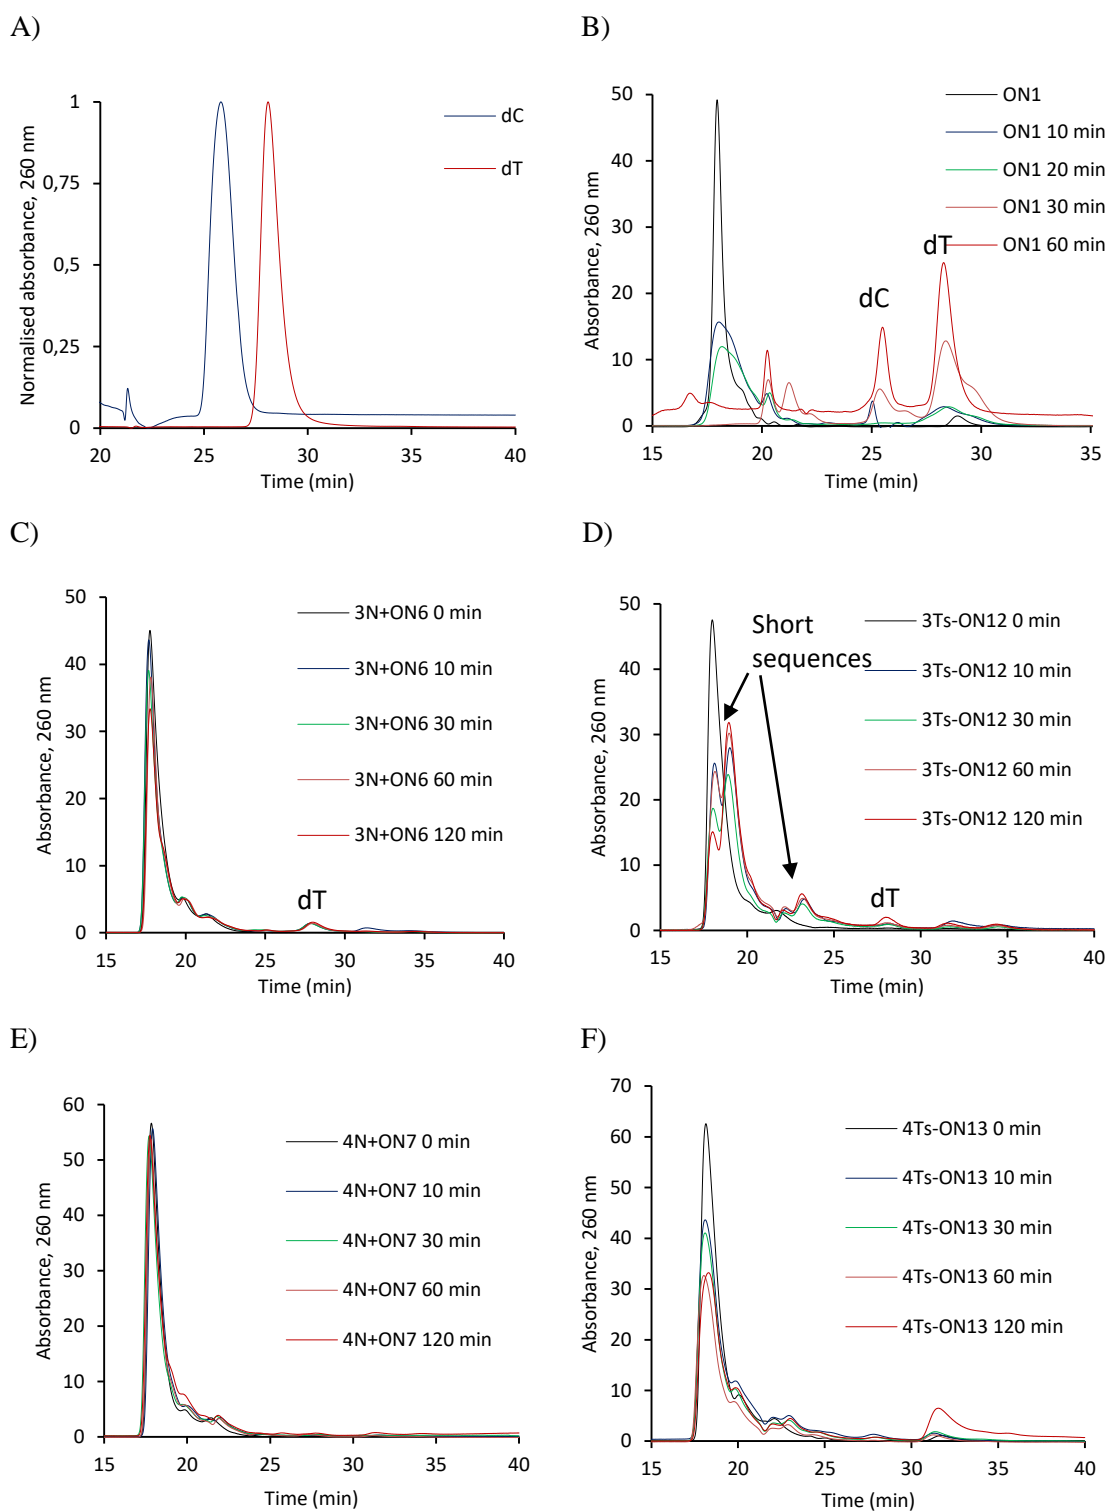 A)
Normalised absorbance, 260 nm
1
0,75
0,5
0,25
0
20 25 30 35 40
Time (min)
dC
dT
B)
Absorbance, 260 nm
50
40
30
20
10
0
15 20 25 30 35
Time (min)
ON1
ON1 10 min
ON1 20 min
ON1 30 min
ON1 60 min
dT
dC
C)
Absorbance, 260 nm
50
40
30
20
10
0
15 20 25 30 35 40
Time (min)
3N+ON6 0 min
3N+ON6 10 min
3N+ON6 30 min
3N+ON6 60 min
3N+ON6 120 min
dT
D)
Absorbance, 260 nm
50
40
30
20
10
0
15 20 25 30 35 40
Time (min)
Short
sequences
3Ts-ON12 0 min
3Ts-ON12 10 min
3Ts-ON12 30 min
3Ts-ON12 60 min
3Ts-ON12 120 min
dT
E)
Absorbance, 260 nm
60
50
40
30
20
10
0
15 20 25 30 35 40
Time (min)
4N+ON7 0 min
4N+ON7 10 min
4N+ON7 30 min
4N+ON7 60 min
4N+ON7 120 min
F)
Absorbance, 260 nm
70
60
50
40
30
20
10
0
15 20 25 30 35 40
Time (min)
4Ts-ON13 0 min
4Ts-ON13 10 min
4Ts-ON13 30 min
4Ts-ON13 60 min
4Ts-ON13 120 min